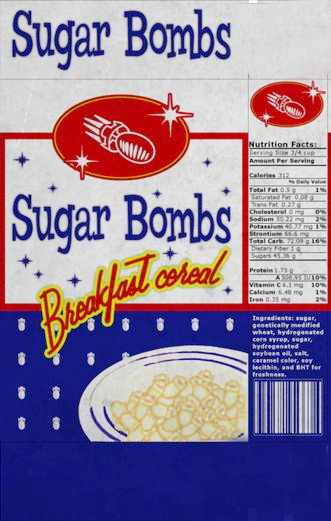 Sugar Bombs
Sugar Bombs
Breakfast cereal
Nutrition Facts:
Serving Size 3/4 cup
Amount Per Serving
Calories 312
% Daily Value
Total Fat 0.5 g 1%
Saturated Fat 0.08 g
Trans Fat 0.27 g
Cholesterol 0 mg 0%
Sodium 50.22 mg 2%
Potassium 40.77 mg 1%
Strontium 66.6 mg
Total Carb. 72.09 g 16%
Dietary Fiber 1 g
Sugars 45.36 g
Protein 1.73 g
A 508.95 IU 10%
Vitamin C 6.1 mg 10%
Calcium 6.48 mg 1%
Iron 0.35 mg 2%
Ingredients: sugar,
genetically modified
wheat, hydrogenated
corn syrup, sugar,
hydrogenated
soybean oil, salt,
caramel color, soy
lecithin, and BHT for
freshness.